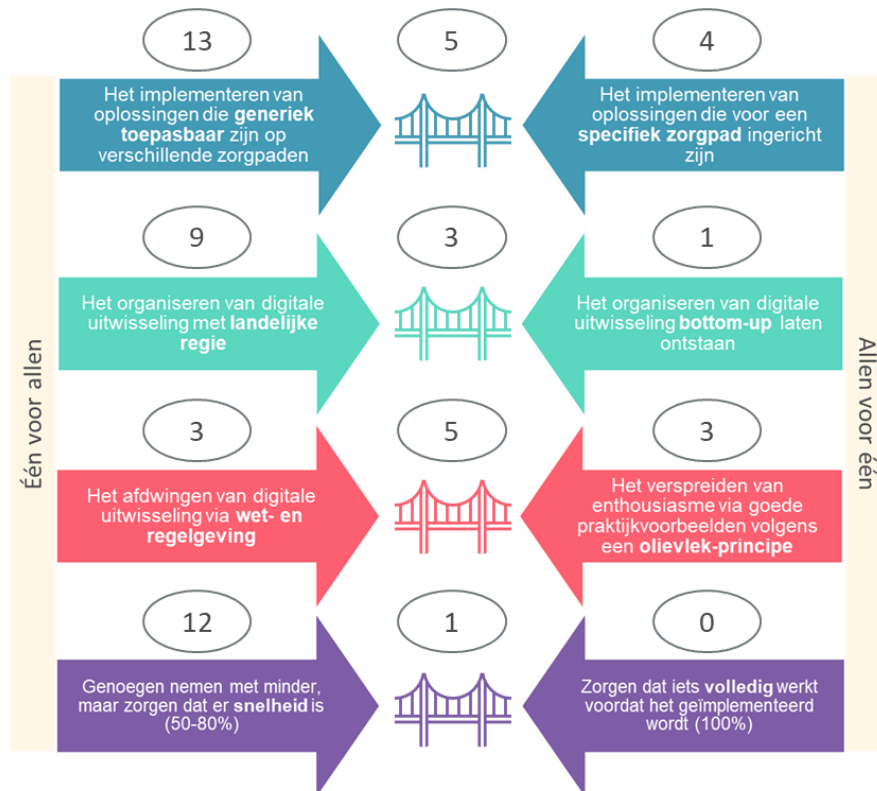 13
5
4
Het implementeren van
oplossingen die generiek
toepasbaar zijn op
verschillende zorgpaden
Het implementeren van
oplossingen die voor een
specifiek zorgpad ingericht
zijn
9
3
1
Het organiseren van digitale
uitwisseling met landelijke
regie
Het organiseren van digitale
uitwisseling bottom-up laten
ontstaan
Één voor allen
Allen voor één
3
5
3
Het afdwingen van digitale
uitwisseling via wet- en
regelgeving
Het verspreiden van
enthousiasme via goede
praktijkvoorbeelden volgens
een olievlek-principe
12
1
0
Genoegen nemen met minder,
maar zorgen dat er snelheid is
(50-80%)
Zorgen dat iets volledig werkt
voordat het geïmplementeerd
wordt (100%)